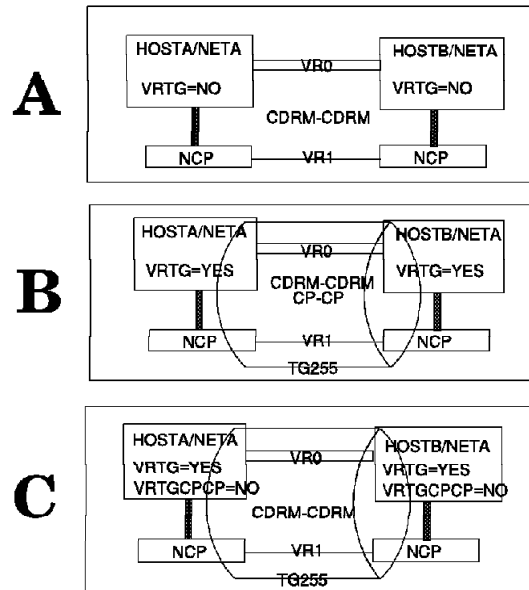 A
HOSTA/NETA
HOSTB/NETA
VR0
VRTG=NO
VRTG=NO
CDRM-CDRM
NCP
VR1
NCP
B
HOSTA/NETA
HOSTB/NETA
VR0
VRTG=YES
CDRM-CDRM
VRTG=YES
CP-CP
NCP
VR1
NCP
TG255
C
HOSTA/NETA
HOSTB/NETA
VR0
VRTG=YES
VRTG=YES
VRTGCPCP=NO
VRTGCPCP=NO
CDRM-CDRM
NCP
VR1
NCP
TG255